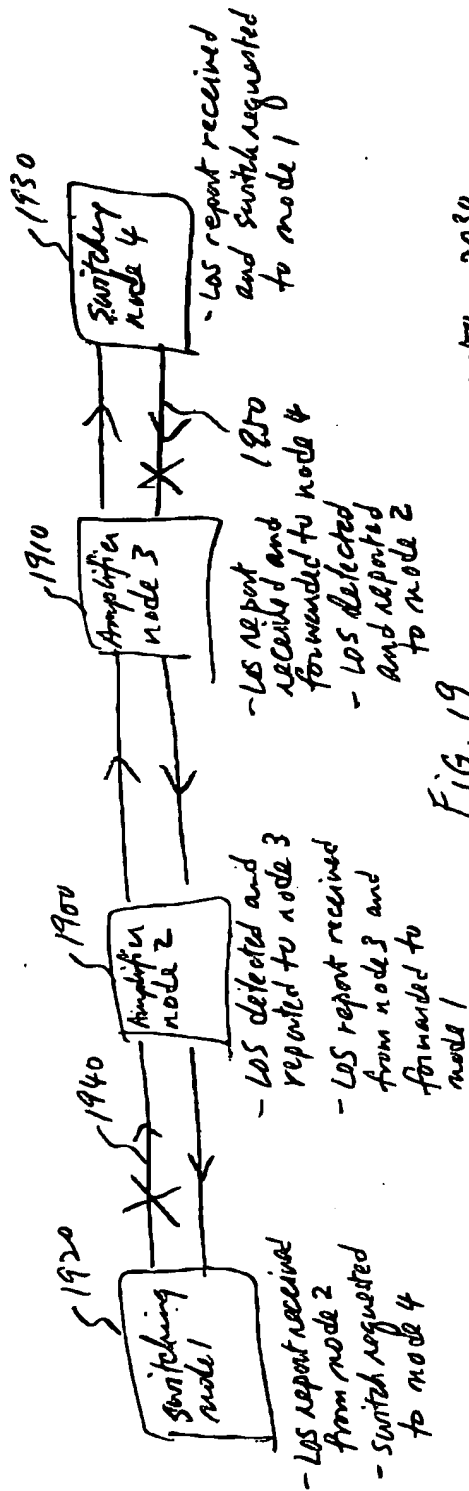 1920
Switching
node 1
- LOS report received
from node 2
- switch requested
to node 4
1940
1900
Amplifier
node 2
- LOS detected and
reported to node 3
- LOS report received
from node 3 and
forwarded to
node 1
1910
Amplifier
node 3
- LOS report
received and
forwarded to node 4
- LOS detected
and reported
to node 2
1950
1930
Switching
node 4
- LOS report received
and switch requested
to node 1
FIG. 19
2030